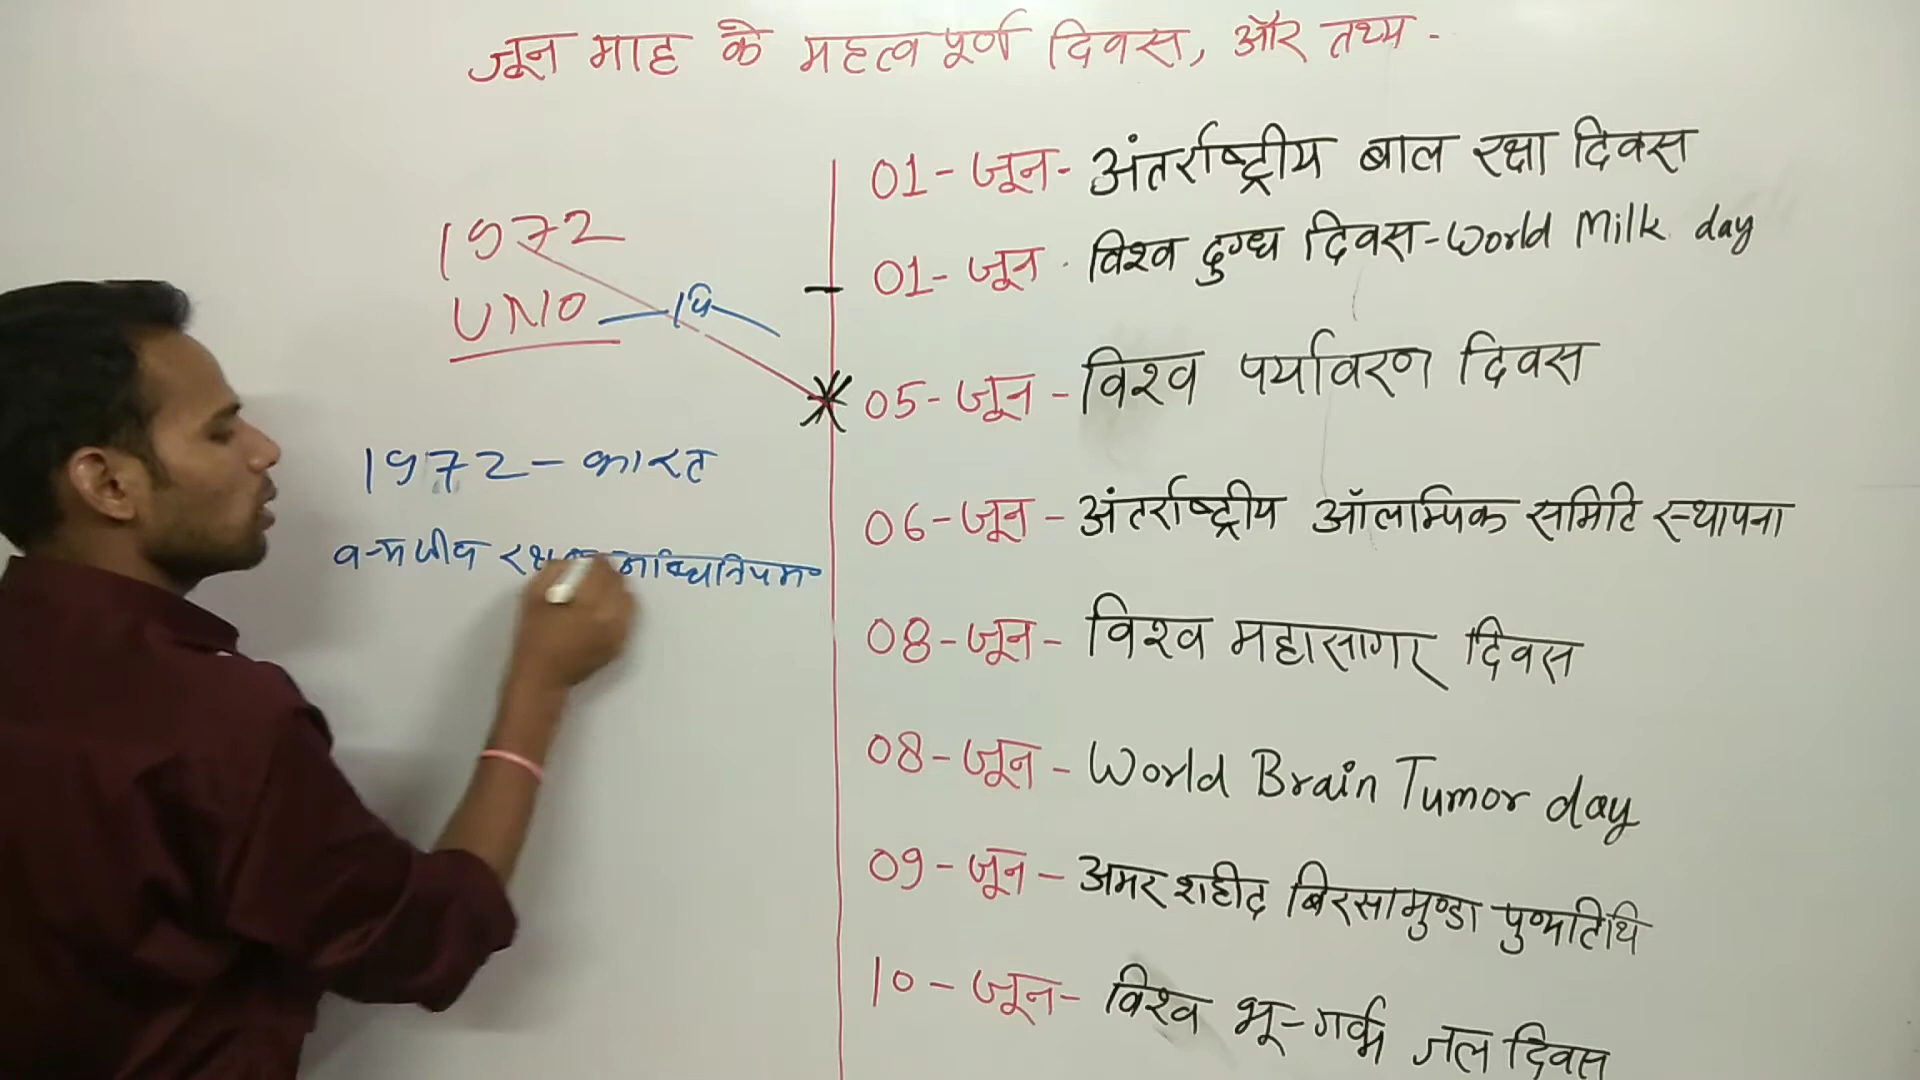 जून माह के महत्वपूर्ण दिवस, और तथ्य -
1972
UNO
1972 - भारत
01 - जून - अंतर्राष्ट्रीय बाल रक्षा दिवस
01 - जून - विश्व दुग्ध दिवस - World Milk day
05 - जून - विश्व पर्यावरण दिवस
06 - जून - अंतर्राष्ट्रीय ऑलम्पिक समिति स्थापना
08 - जून - विश्व महासागर दिवस
08 - जून - World Brain Tumor day
09 - जून - अमर शहीद बिरसा मुण्डा पुण्यतिथि
10 - जून - विश्व भू-गर्भ जल दिवस